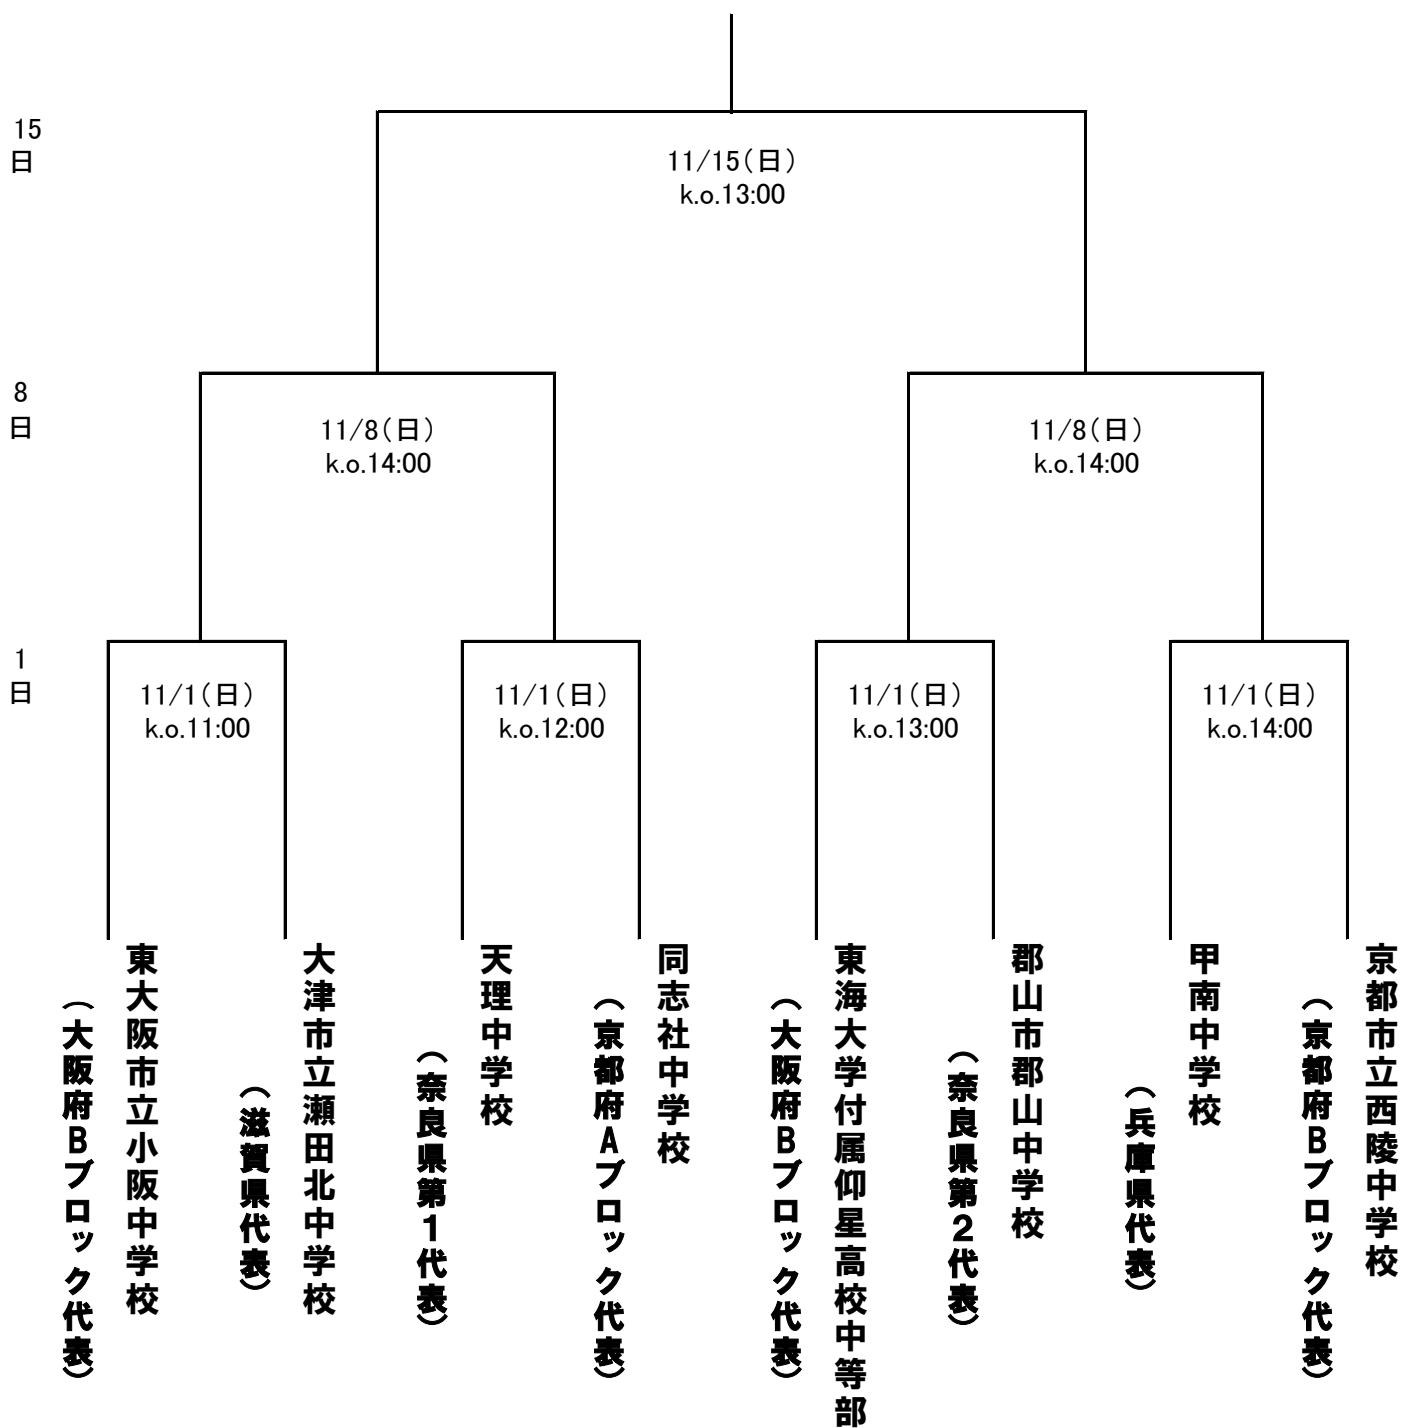 15
日
11/15(日)
k.o.13:00
8
日
11/8(日)
k.o.14:00
11/8(日)
k.o.14:00
1
日
11/1(日)
k.o.11:00
11/1(日)
k.o.12:00
11/1(日)
k.o.13:00
11/1(日)
k.o.14:00
東大阪市立小阪中学校
(大阪府Bブロック代表)
大津市立瀬田北中学校
(滋賀県代表)
天理中学校
(奈良県第1代表)
同志社中学校
(京都府Aブロック代表)
東海大学付属仰星高校中等部
(大阪府Bブロック代表)
郡山市郡山中学校
(奈良県第2代表)
甲南中学校
(兵庫県代表)
京都市立西陵中学校
(京都府Bブロック代表)